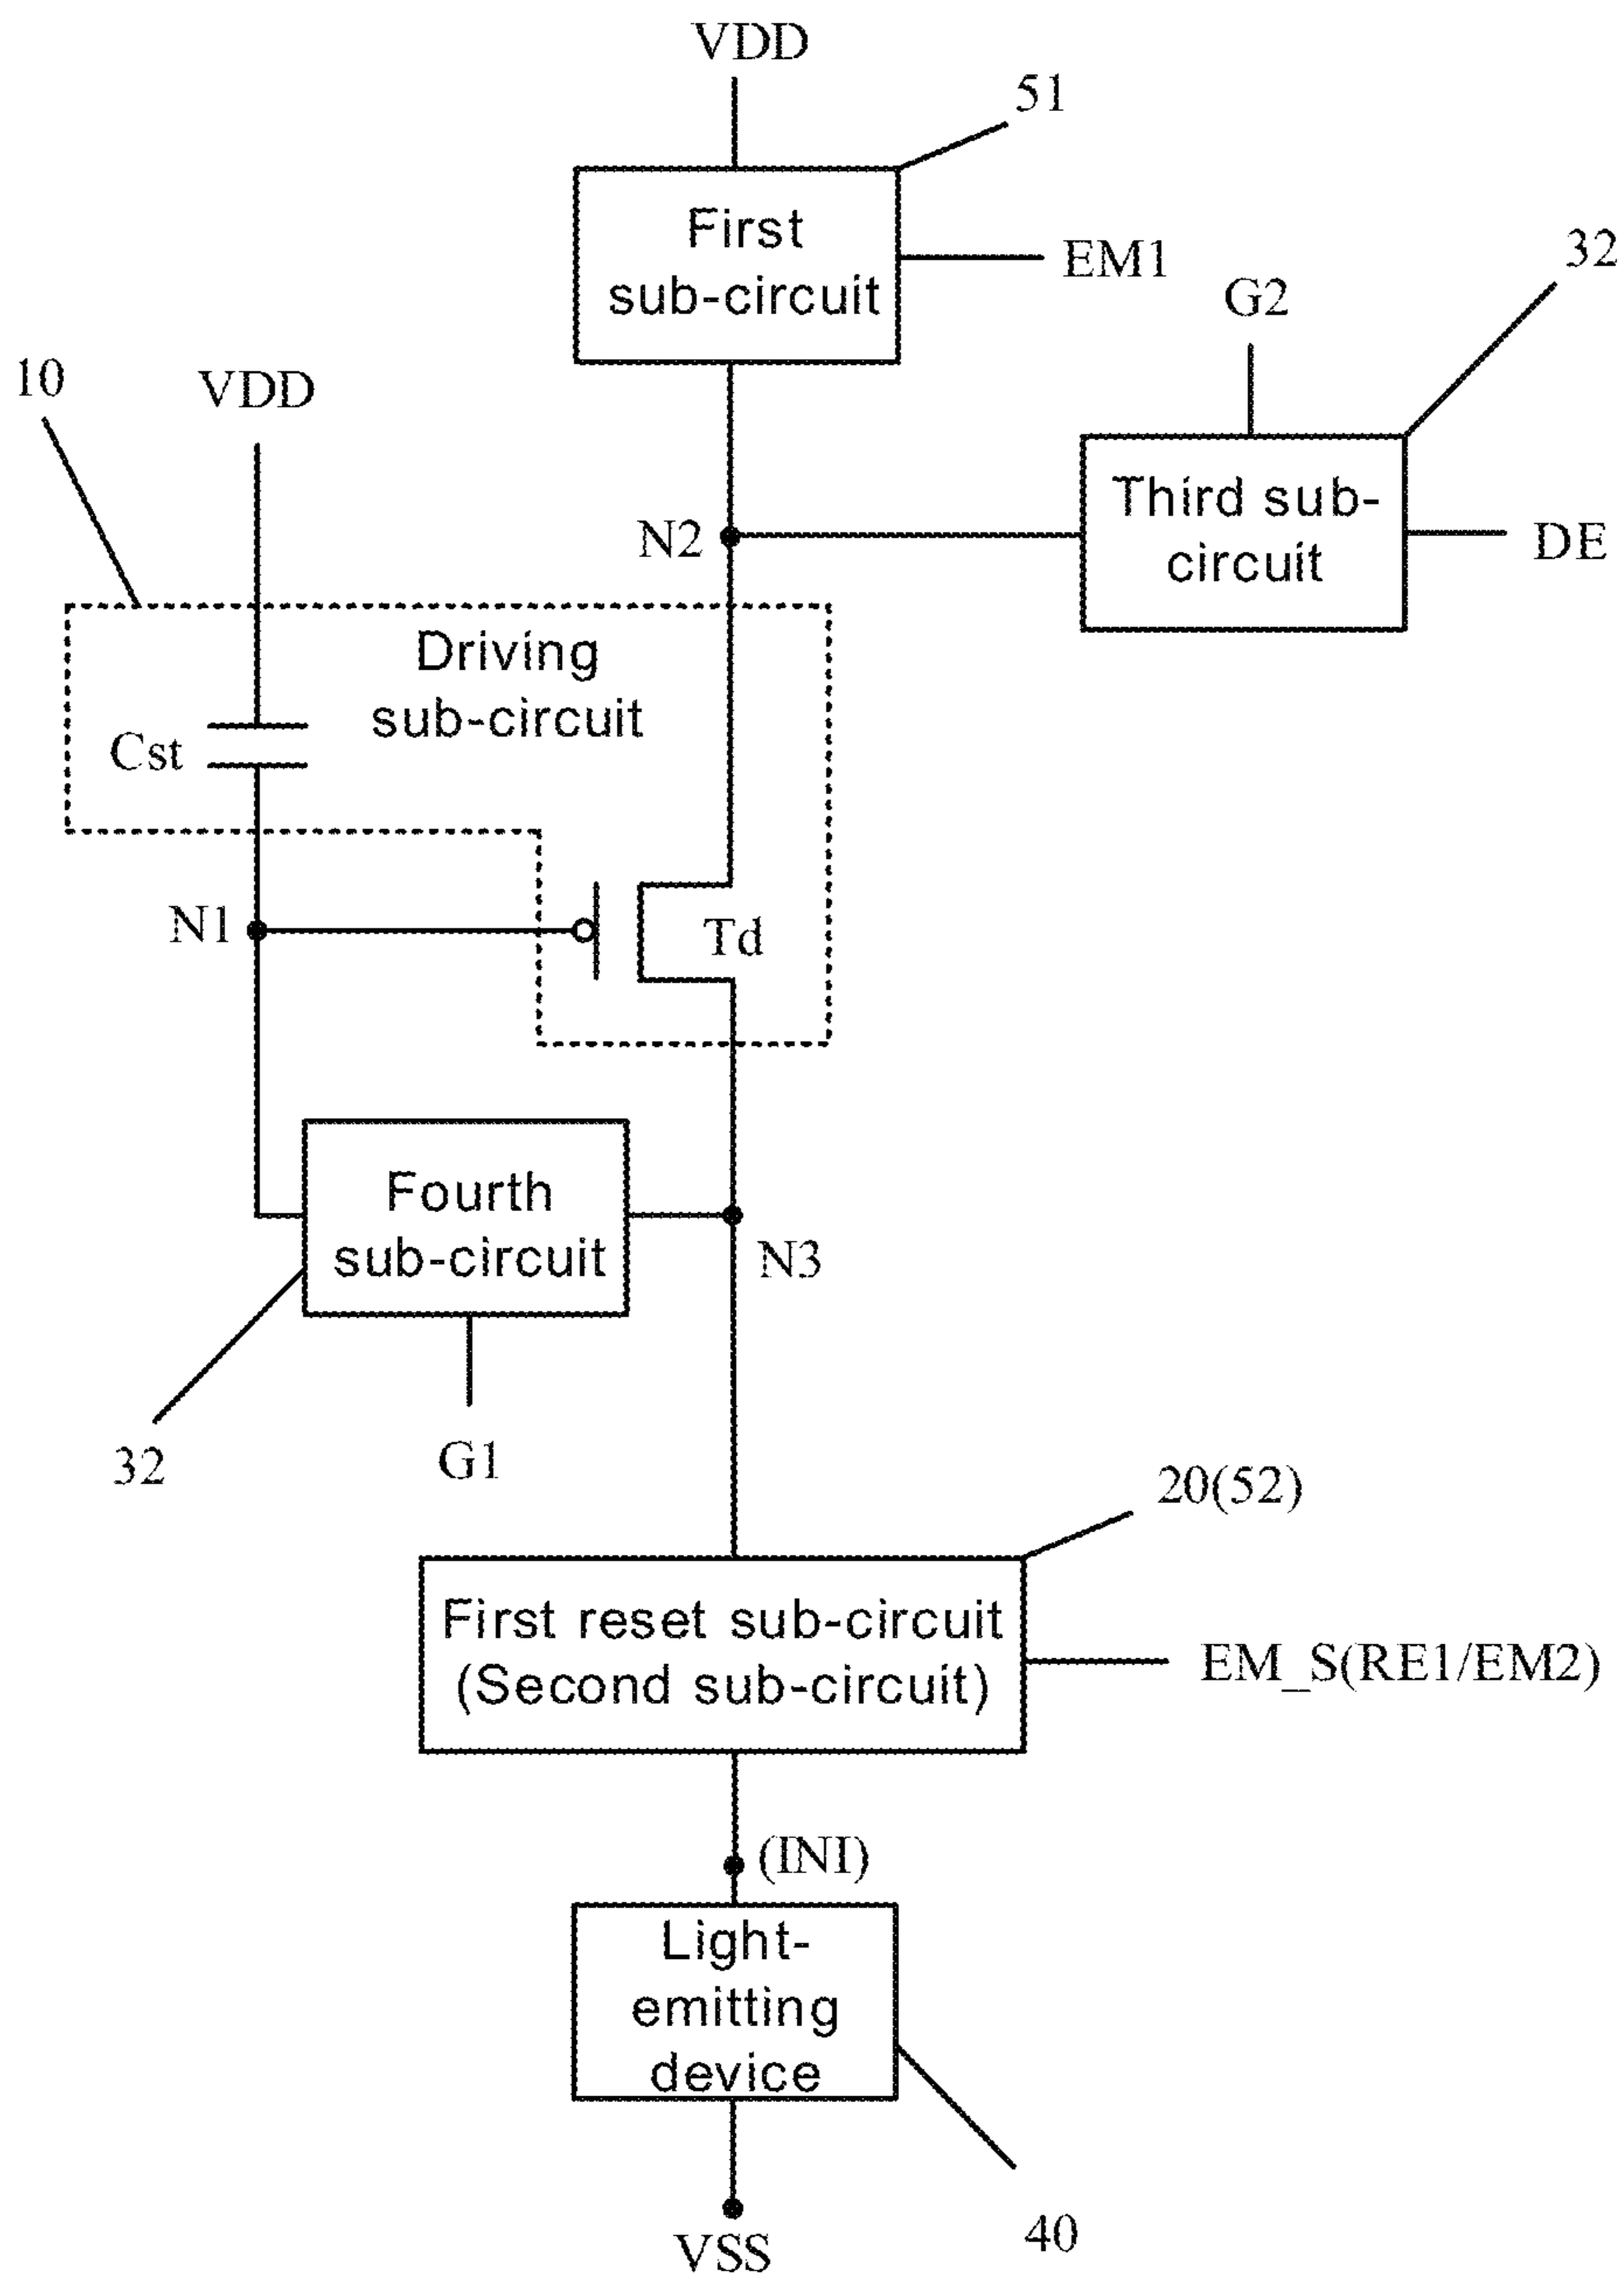 VDD
51
First
sub-circuit
EM1
32
G2
10
VDD
Third sub-
circuit
DE
N2
Driving
sub-circuit
Cst
N1
Td
Fourth
sub-circuit
N3
32
G1
20(52)
First reset sub-circuit
(Second sub-circuit)
EM_S(RE1/EM2)
(INI)
Light-
emitting
device
40
VSS